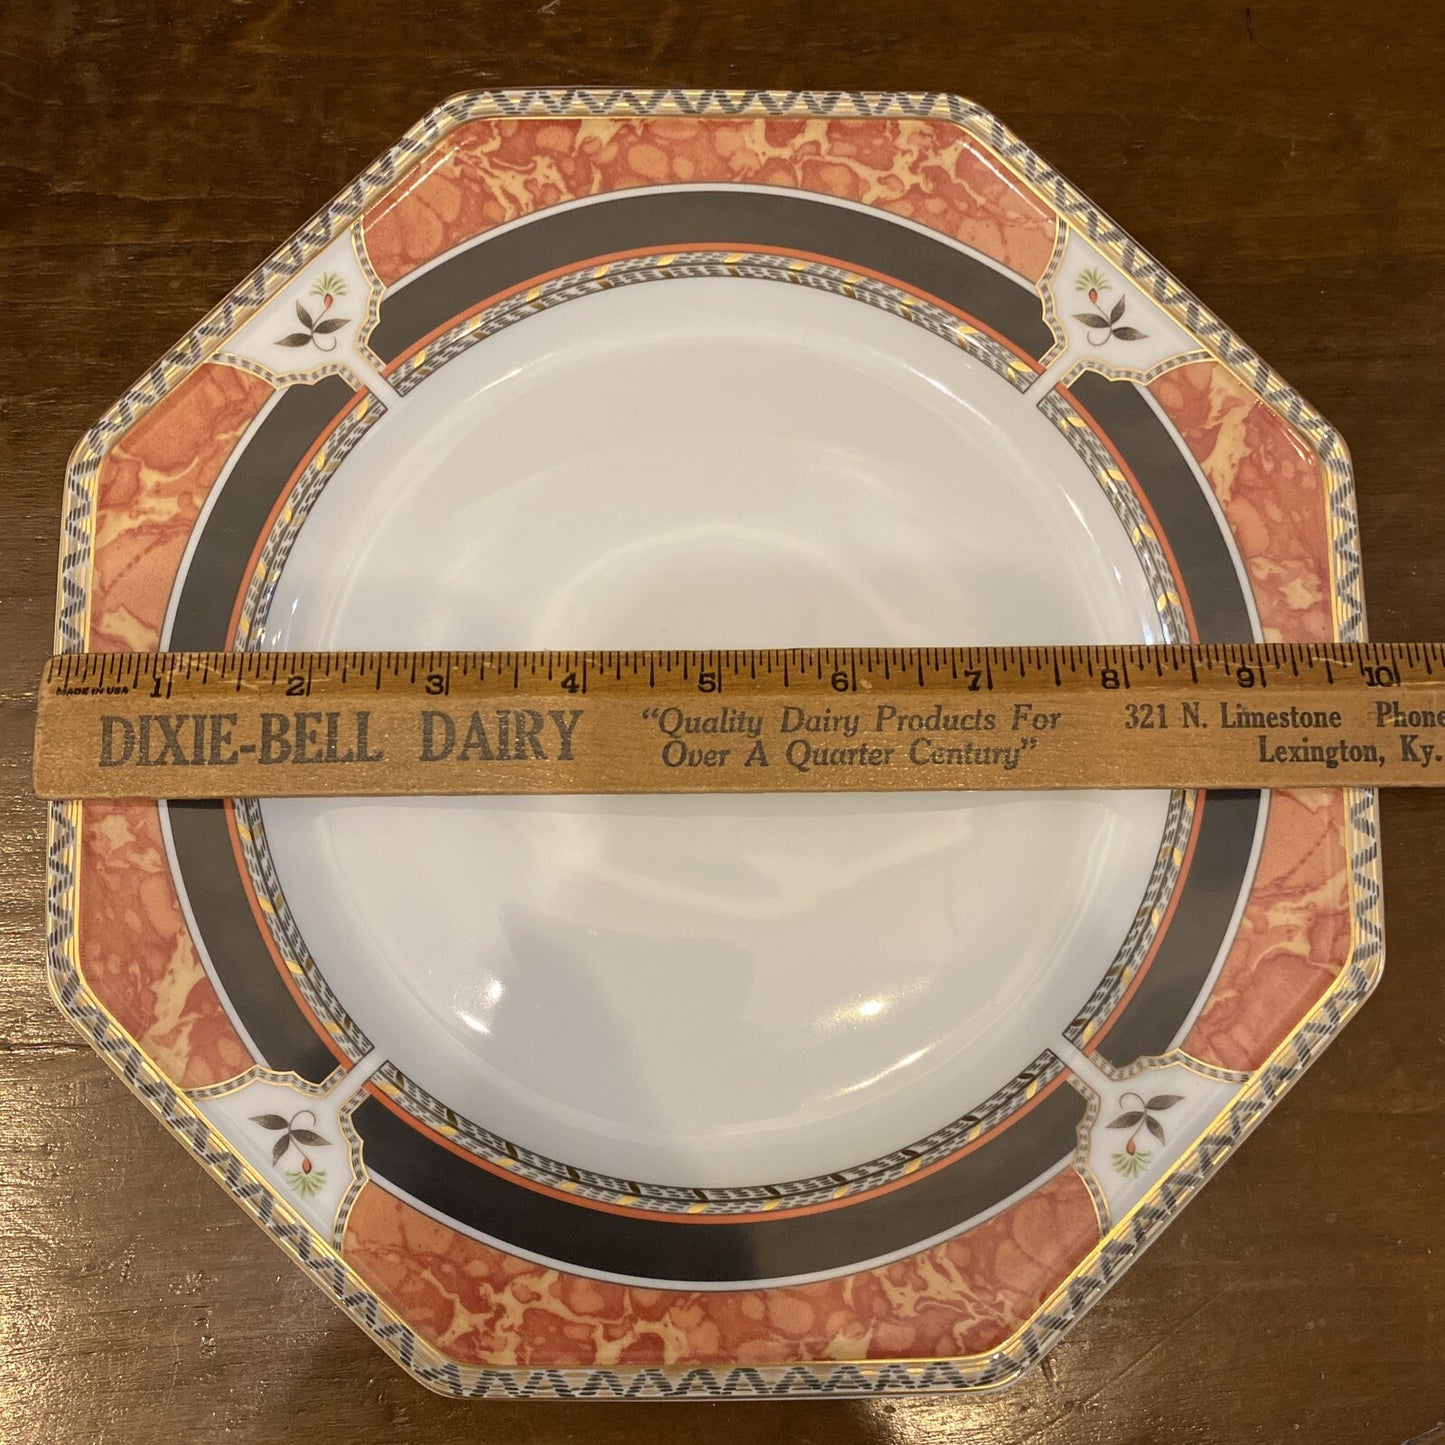 1 2 3 4 5 6 7 8 9 10
MADE IN USA
DIXIE-BELL DAIRY
“Quality Dairy Products For
Over A Quarter Century”
321 N. Limestone Phone
Lexington, Ky.